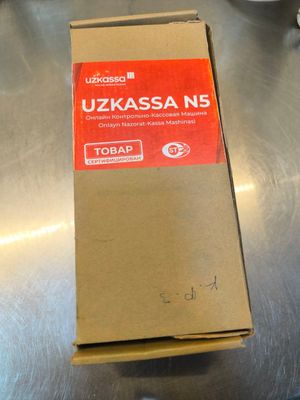 uzkassa
UZKASSA N5
Онлайн Контрольно-Кассовая Машина
Onlayn Nazorat-Kassa Mashinasi
ТОВАР
СЕРТИФИЦИРОВАН